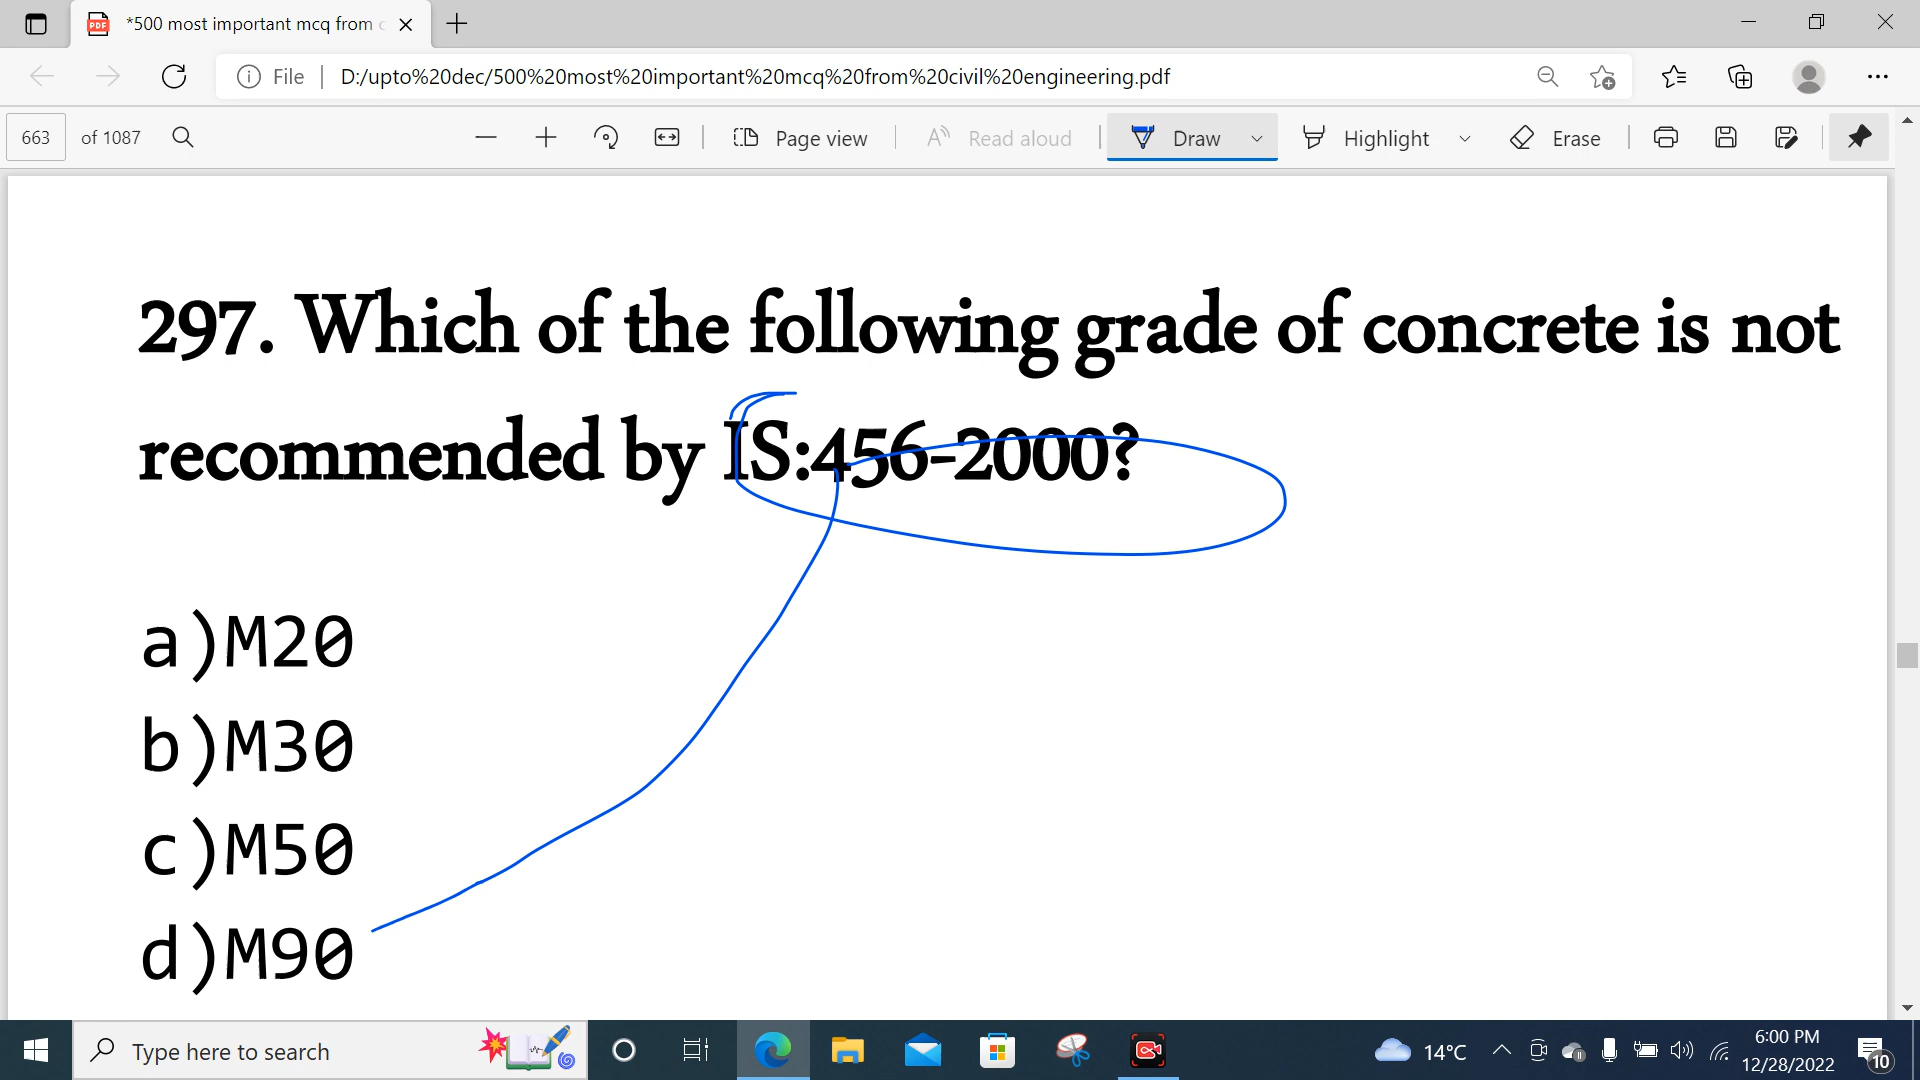 *500 most important mcq from c
File
D:/upto%20dec/500%20most%20important%20mcq%20from%20civil%20engineering.pdf
663 of 1087
Page view
Read aloud
Draw
Highlight
Erase
297. Which of the following grade of concrete is not
recommended by IS:456-2000?
a)M20
b)M30
c)M50
d)M90
Type here to search
14°C
6:00 PM
12/28/2022
10